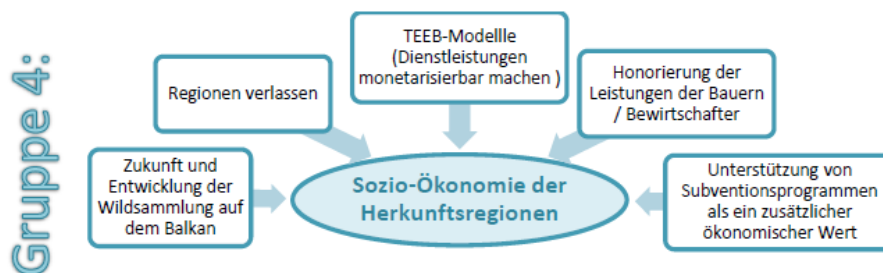 Gruppe 4:
TEEB-Modellle
(Dienstleistungen
monetarisierbar machen )
Regionen verlassen
Honorierung der
Leistungen der Bauern
/ Bewirtschafter
Zukunft und
Entwicklung der
Wildsammlung auf
dem Balkan
Sozio-Ökonomie der
Herkunftsregionen
Unterstützung von
Subventionsprogrammen
als ein zusätzlicher
ökonomischer Wert